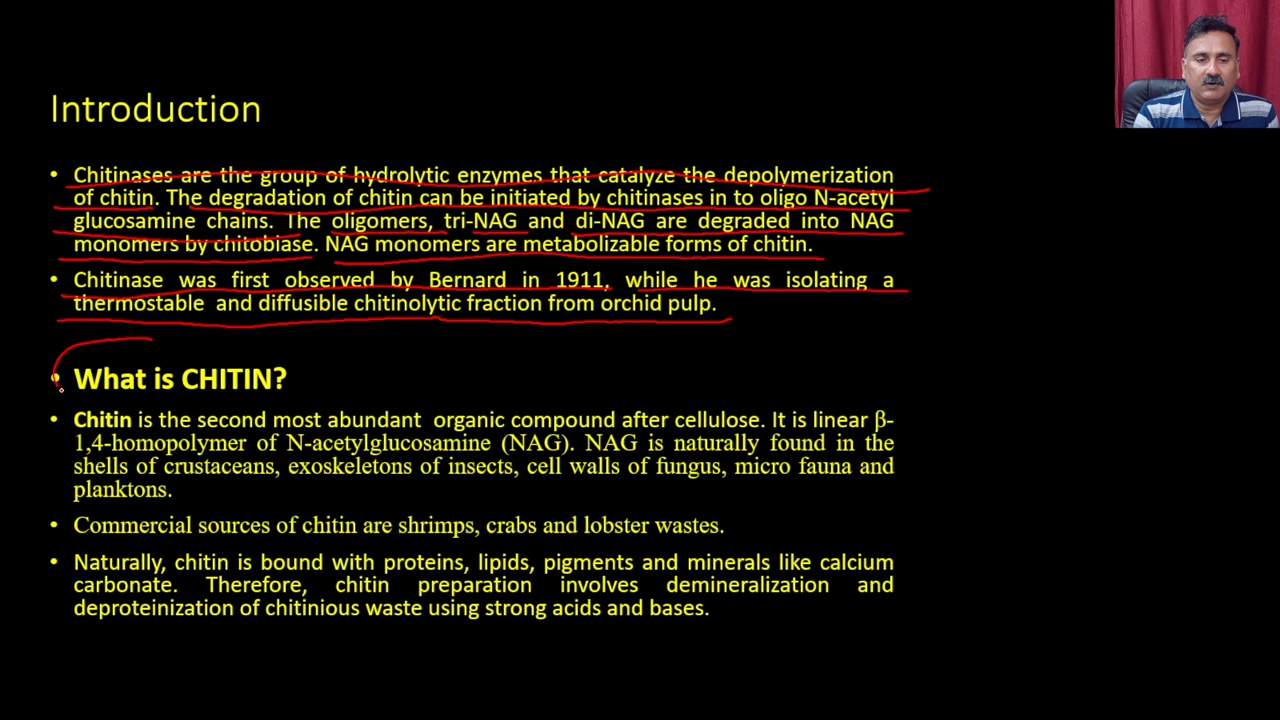 Introduction
• Chitinases are the group of hydrolytic enzymes that catalyze the depolymerization
of chitin. The degradation of chitin can be initiated by chitinases in to oligo N-acetyl
glucosamine chains. The oligomers, tri-NAG and di-NAG are degraded into NAG
monomers by chitobiase. NAG monomers are metabolizable forms of chitin.
• Chitinase was first observed by Bernard in 1911, while he was isolating a
thermostable and diffusible chitinolytic fraction from orchid pulp.
• What is CHITIN?
• Chitin is the second most abundant organic compound after cellulose. It is linear β-
1,4-homopolymer of N-acetylglucosamine (NAG). NAG is naturally found in the
shells of crustaceans, exoskeletons of insects, cell walls of fungus, micro fauna and
planktons.
• Commercial sources of chitin are shrimps, crabs and lobster wastes.
• Naturally, chitin is bound with proteins, lipids, pigments and minerals like calcium
carbonate. Therefore, chitin preparation involves demineralization and
deproteinization of chitinious waste using strong acids and bases.